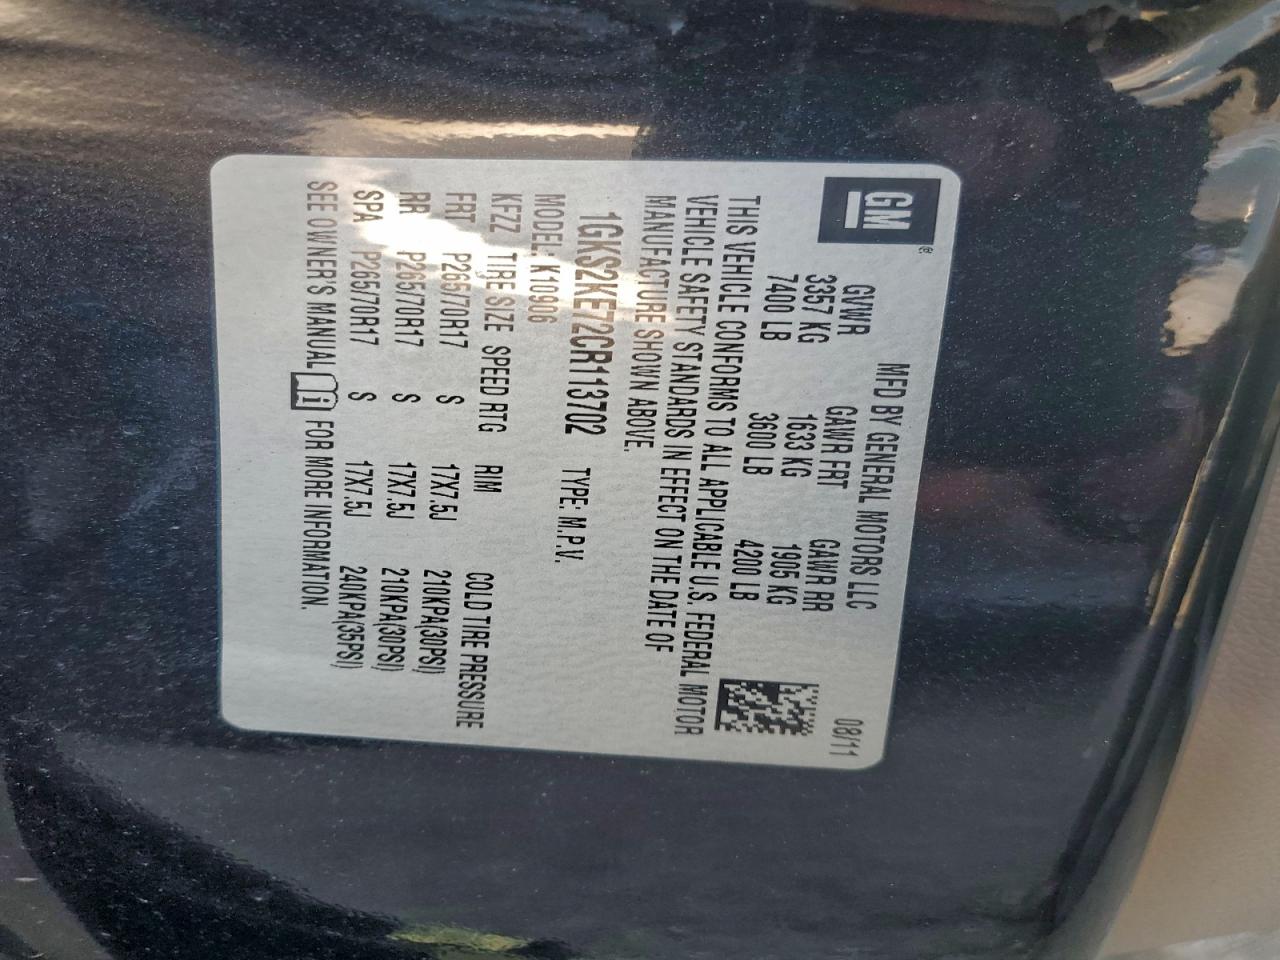 GM®
MFD BY GENERAL MOTORS LLC 08/11
GVWR GAWR FRT GAWR RR
3357 KG 1633 KG 1905 KG
7400 LB 3600 LB 4200 LB
THIS VEHICLE CONFORMS TO ALL APPLICABLE U.S. FEDERAL MOTOR
VEHICLE SAFETY STANDARDS IN EFFECT ON THE DATE OF
MANUFACTURE SHOWN ABOVE.
1GKS2KE72CR113702 TYPE: M.P.V.
MODEL: K10906
KEZZ TIRE SIZE SPEED RTG RIM COLD TIRE PRESSURE
FRT P265/70R17 S 17X7.5J 210KPA(30PSI)
RR P265/70R17 S 17X7.5J 210KPA(30PSI)
SPA P265/70R17 S 17X7.5J 240KPA(35PSI)
SEE OWNER'S MANUAL i FOR MORE INFORMATION.